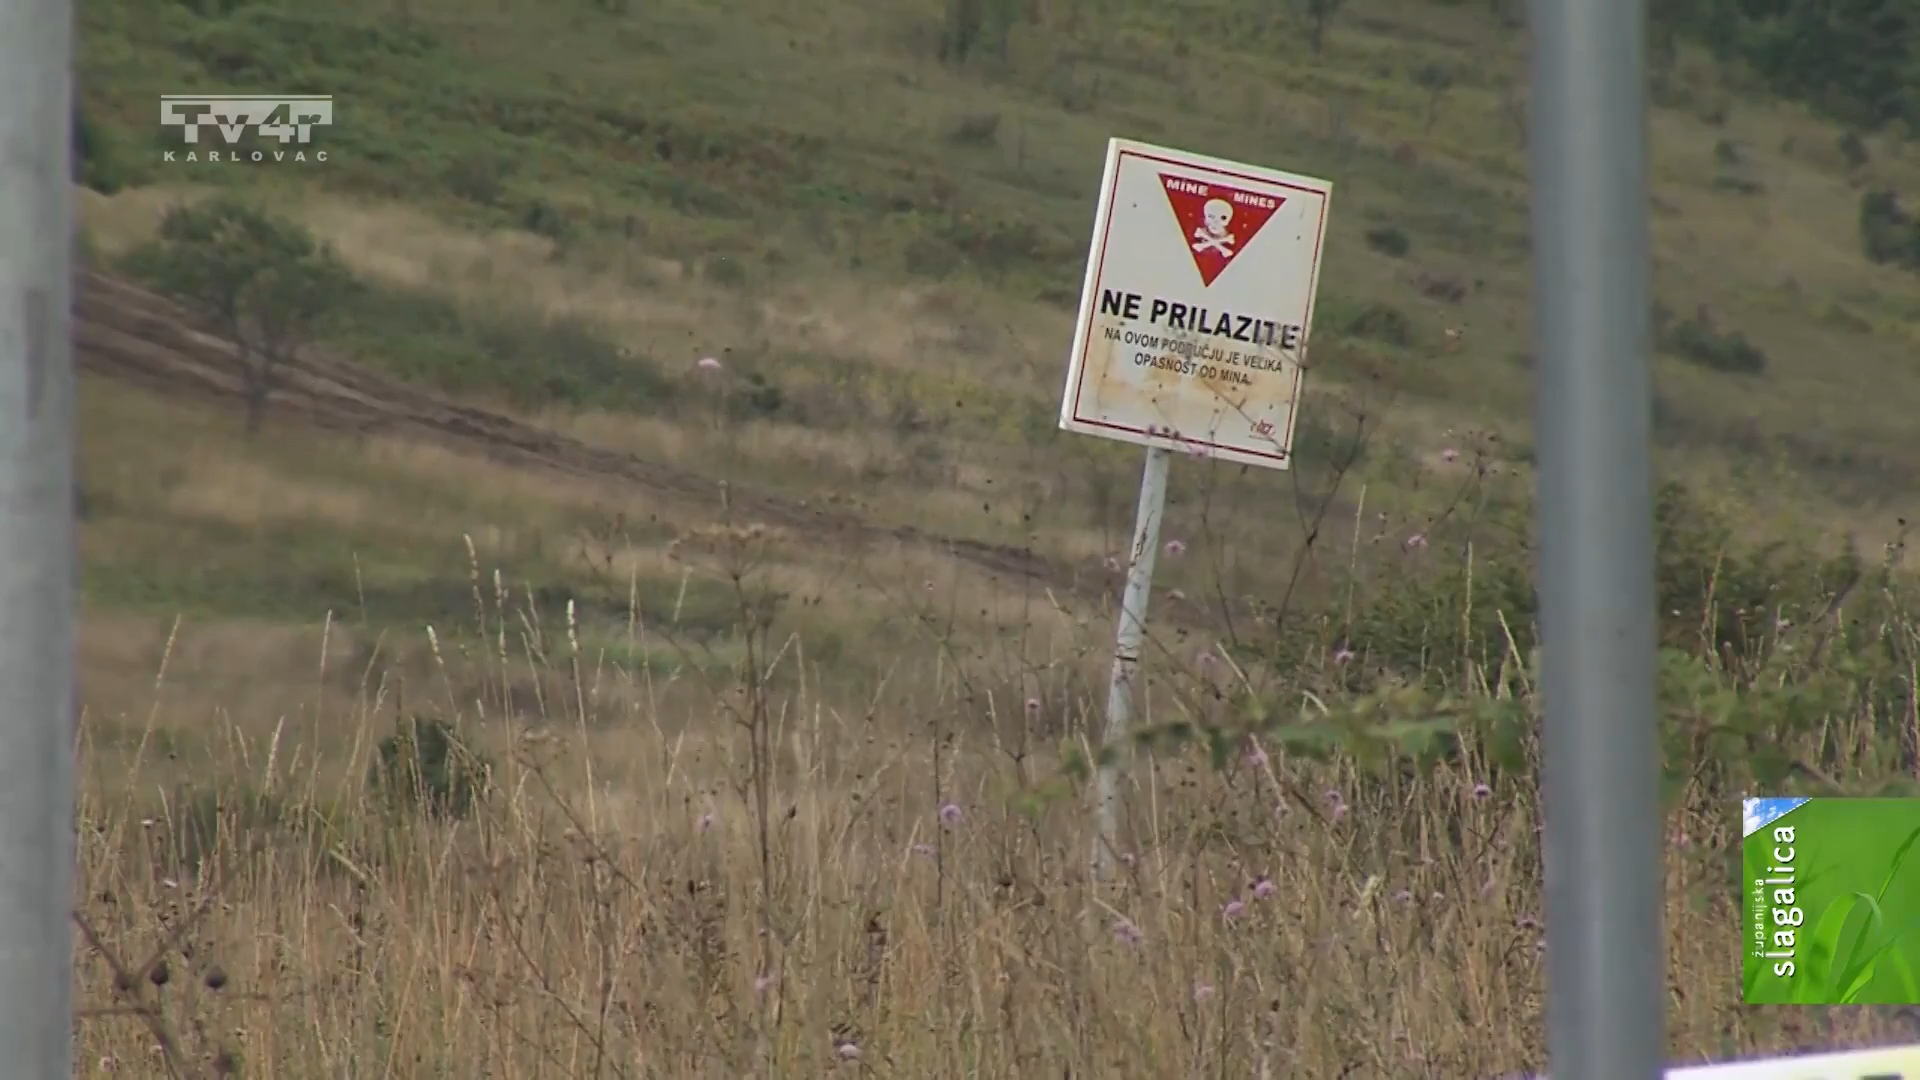 Tv4r
KARLOVAC
MINE MINES
NE PRILAZITE
NA OVOM PODRUČJU JE VELIKA
OPASNOST OD MINA
županijska
slagalica